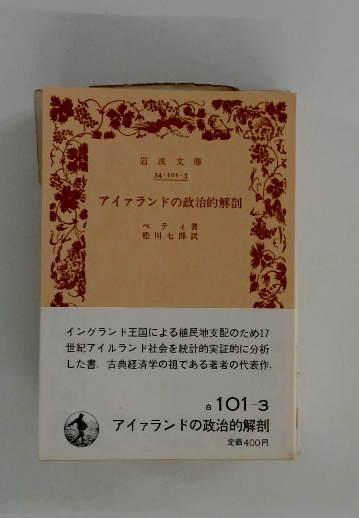 岩波文庫
34-101-3
アイァランドの政治的解剖
ペティ著
松川七郎訳
イングランド王国による植民地支配のため17
世紀アイルランド社会を統計的実証的に分析
した書。古典経済学の祖である著者の代表作.
白101-3
アイァランドの政治的解剖
定価400円